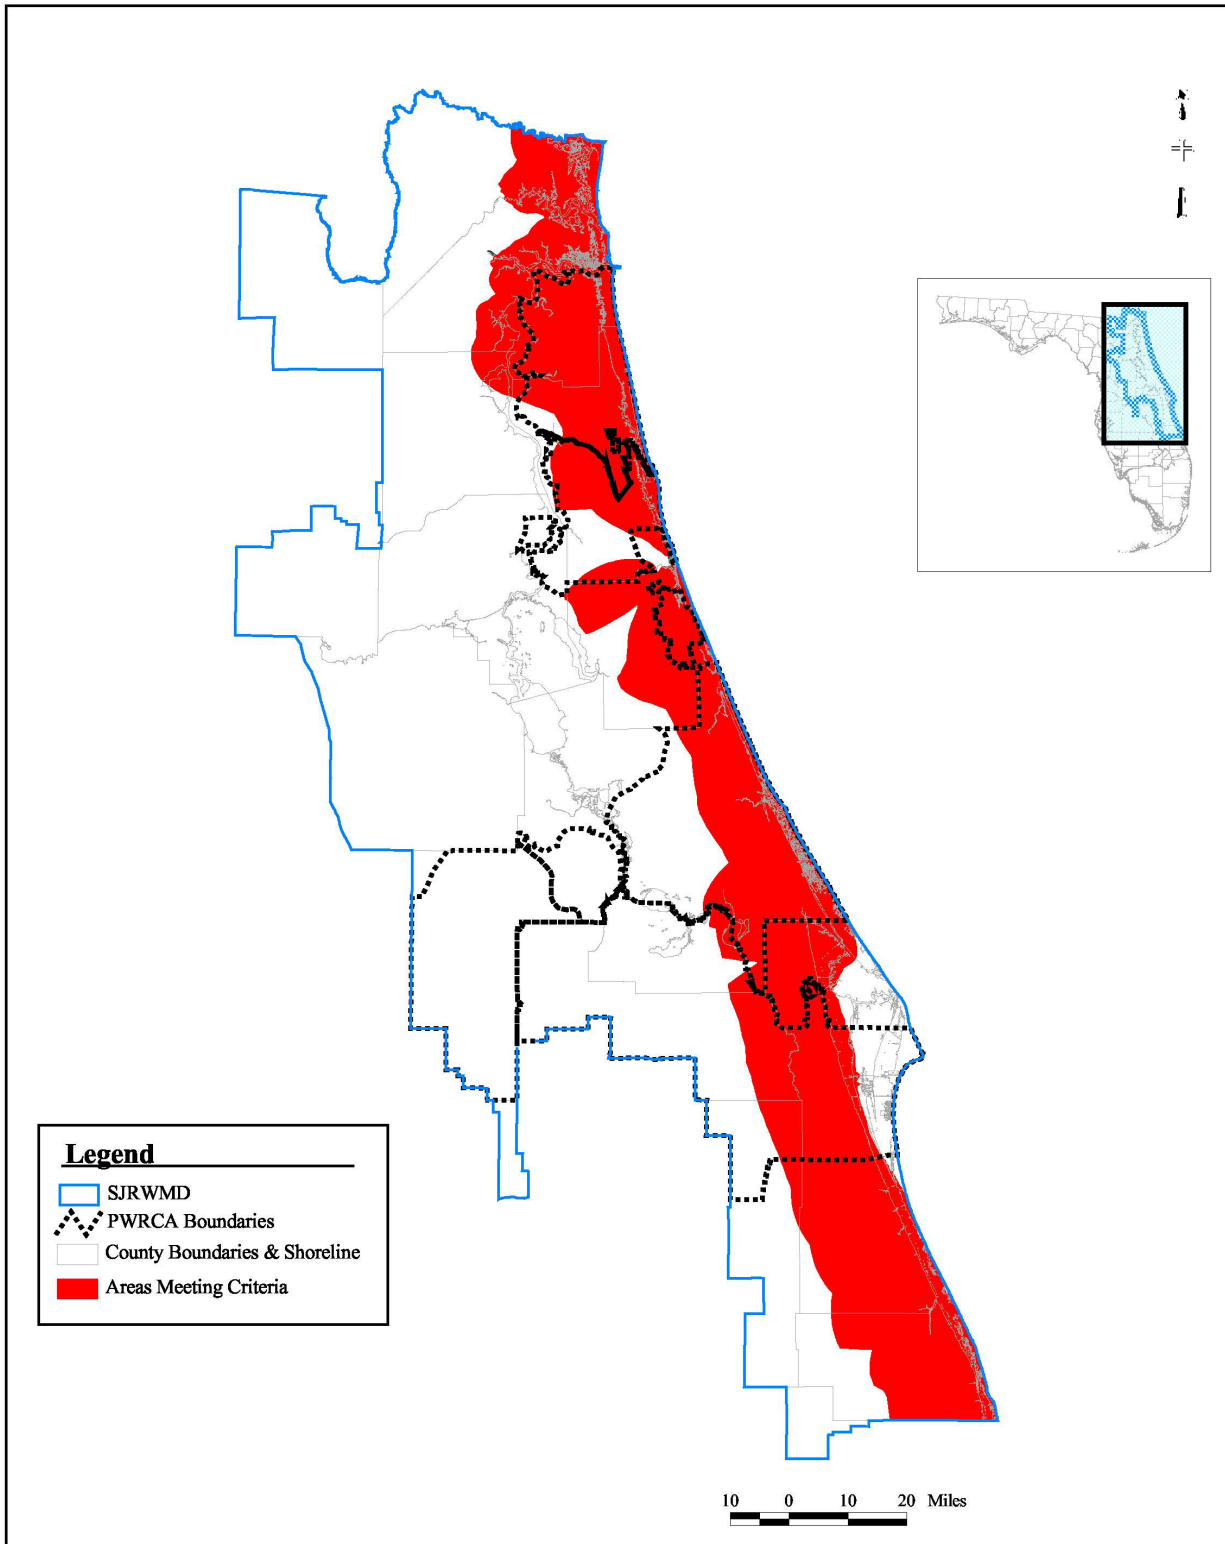 Legend
SJRWMD
PWRCA Boundaries
County Boundaries & Shoreline
Areas Meeting Criteria
10 0 10 20 Miles